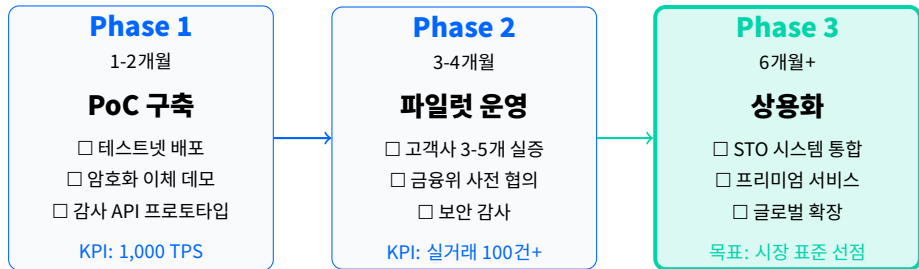 Phase 1
1-2개월
PoC 구축
☐ 테스트넷 배포
☐ 암호화 이체 데모
☐ 감사 API 프로토타입
KPI: 1,000 TPS
Phase 2
3-4개월
파일럿 운영
☐ 고객사 3-5개 실증
☐ 금융위 사전 협의
☐ 보안 감사
KPI: 실거래 100건+
Phase 3
6개월+
상용화
☐ STO 시스템 통합
☐ 프리미엄 서비스
☐ 글로벌 확장
목표: 시장 표준 선점